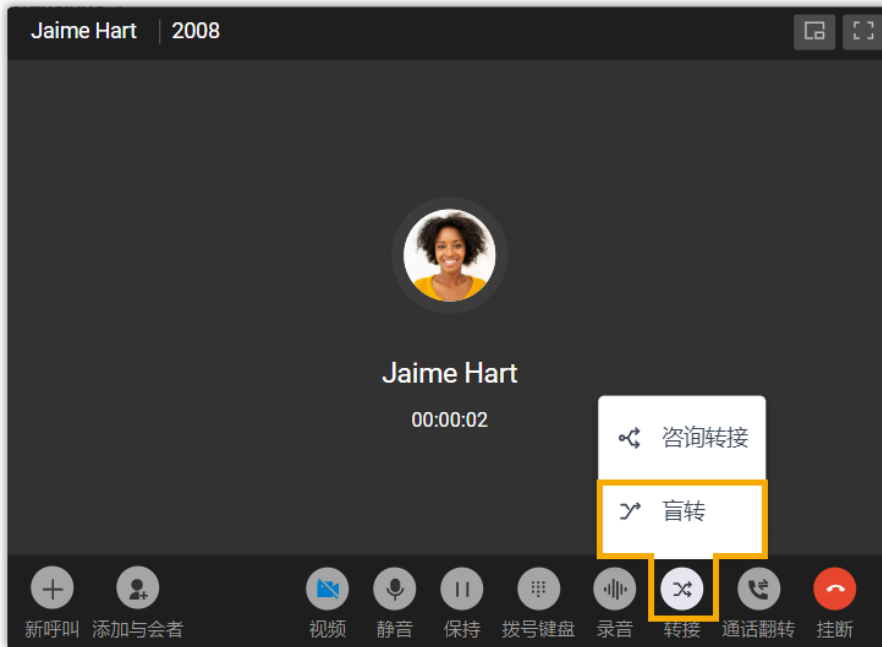 Jaime Hart 2008
Jaime Hart
00:00:02
咨询转接
盲转
新呼叫 添加与会者 视频 静音 保持 拨号键盘 录音 转接 通话翻转 挂断